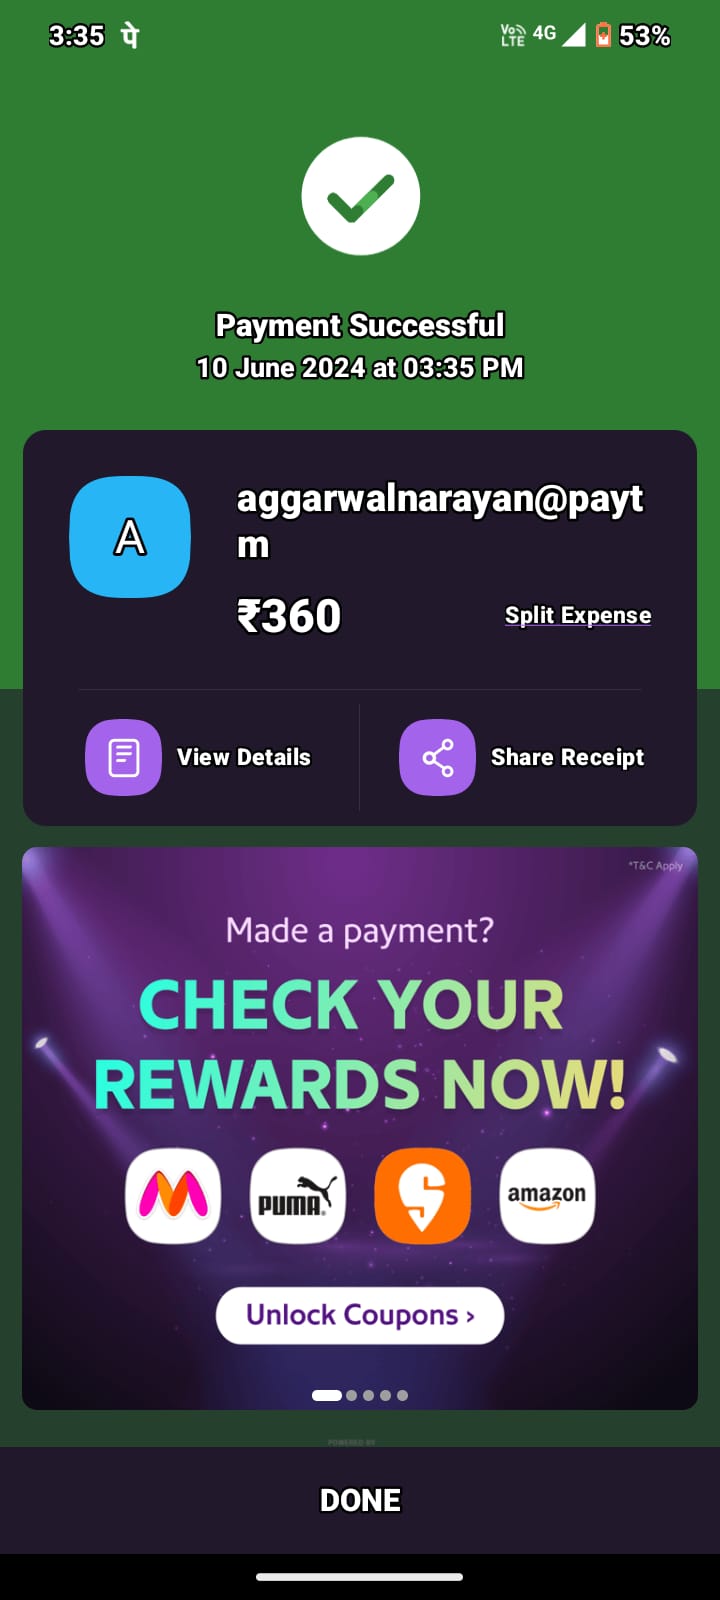 3:35 पे Vo LTE 4G 53%
Payment Successful
10 June 2024 at 03:35 PM
A
aggarwalnarayan@payt
m
₹360
Split Expense
View Details
Share Receipt
*T&C Apply
Made a payment?
CHECK YOUR
REWARDS NOW!
PUMA
amazon
Unlock Coupons ›
POWERED BY
DONE